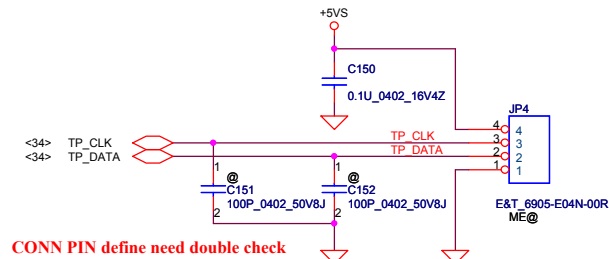 +5VS
C150
0.1U_0402_16V4Z
JP4
4 4
<34> TP_CLK TP_CLK 3 3
<34> TP_DATA TP_DATA 2 2
1 1
1 @ 1 @
C151 C152
100P_0402_50V8J 100P_0402_50V8J
2 2
E&T_6905-E04N-00R
ME@
CONN PIN define need double check